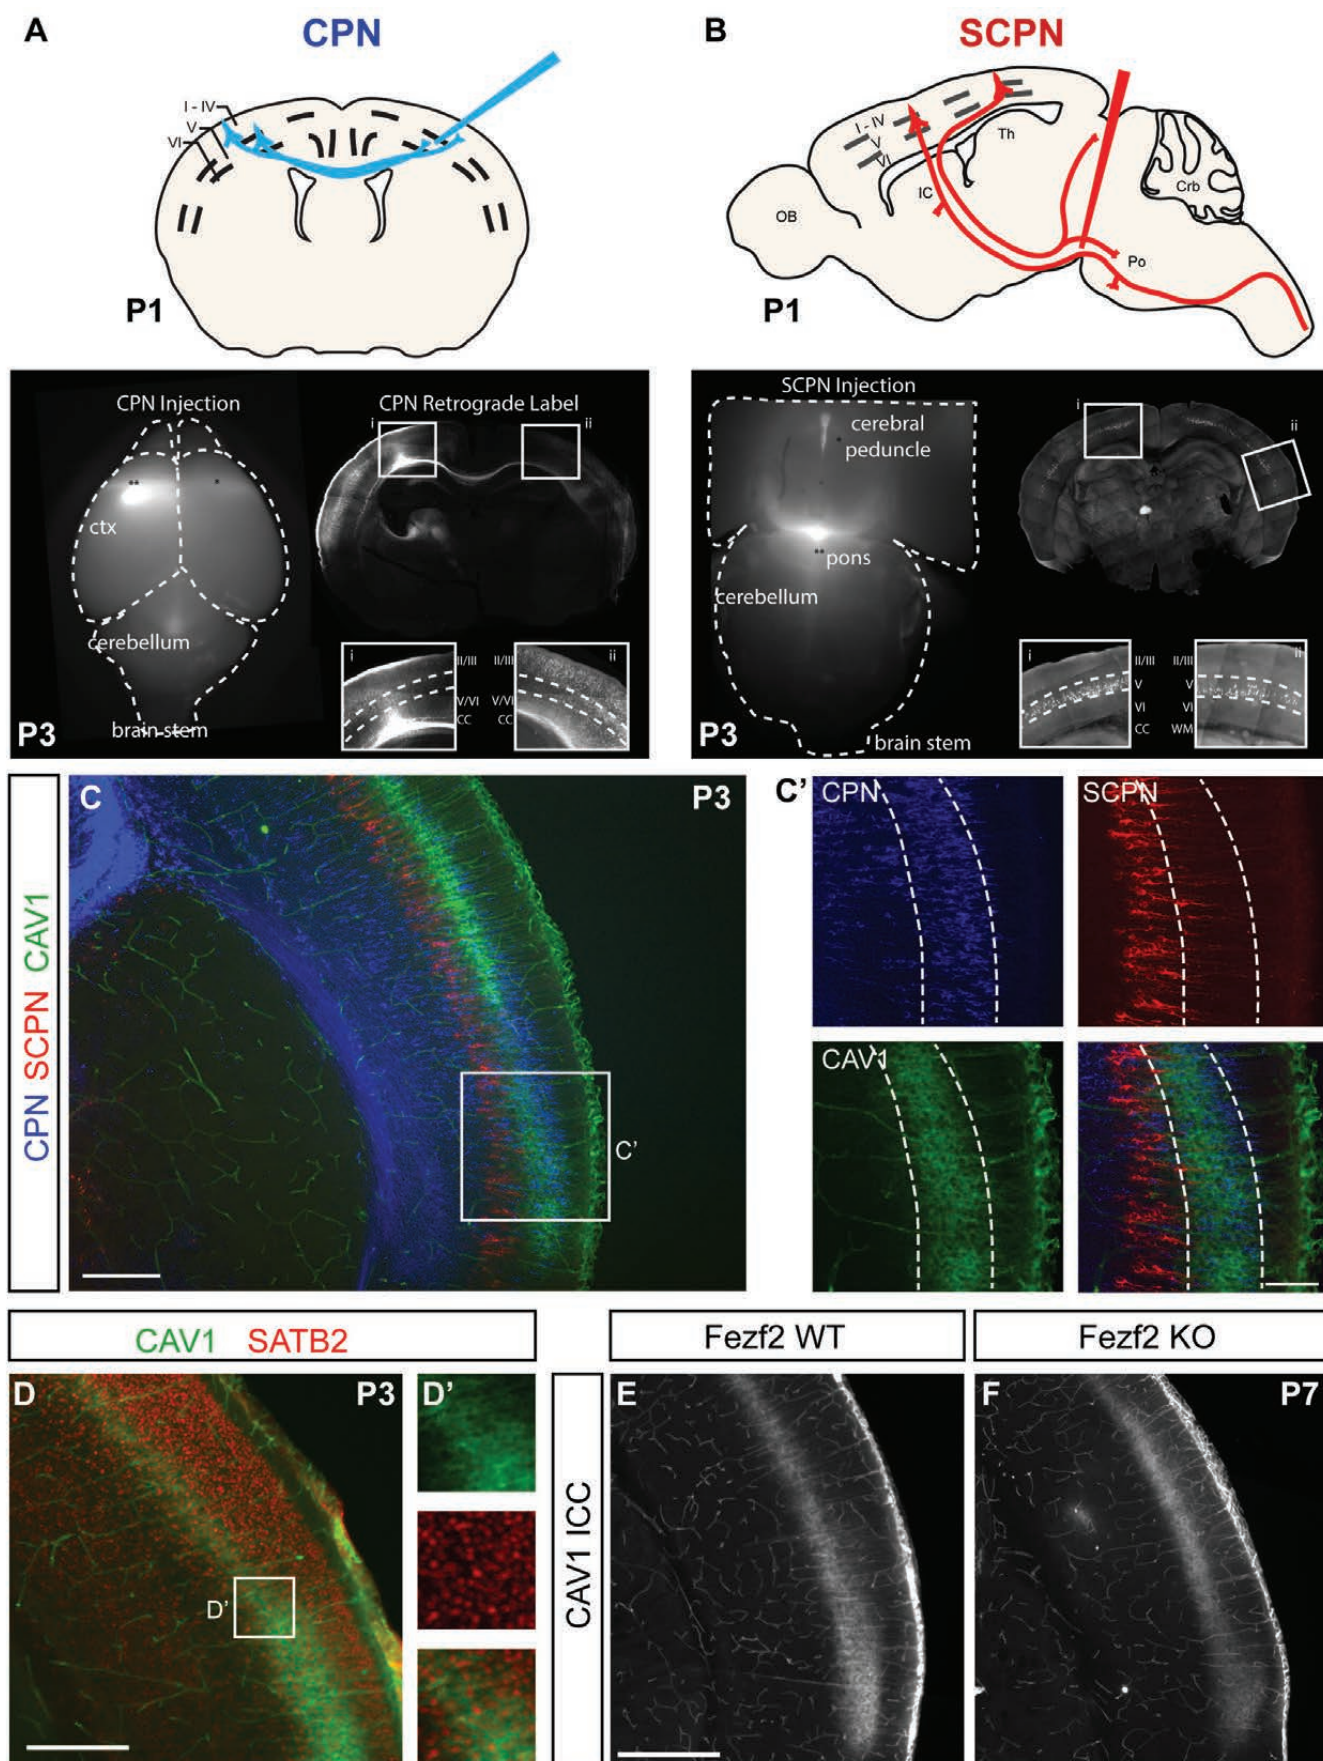 A
CPN
I - IV
V
VI
P1
B
SCPN
I - IV
V
VI
Th
IC
OB
Crb
Po
P1
CPN Injection
**
*
ctx
cerebellum
brain stem
P3
CPN Retrograde Label
i
ii
i
II/III
V/VI
CC
II/III
V/VI
CC
ii
SCPN Injection
cerebral
peduncle
*
**
pons
cerebellum
brain stem
P3
i
ii
i
II/III
V
VI
CC
II/III
V
VI
WM
ii
CPN SCPN CAV1
C
P3
C'
C'
CPN
SCPN
CAV1
CAV1 SATB2
D
P3
D'
D'
Fezf2 WT
Fezf2 KO
CAV1 ICC
E
F
P7